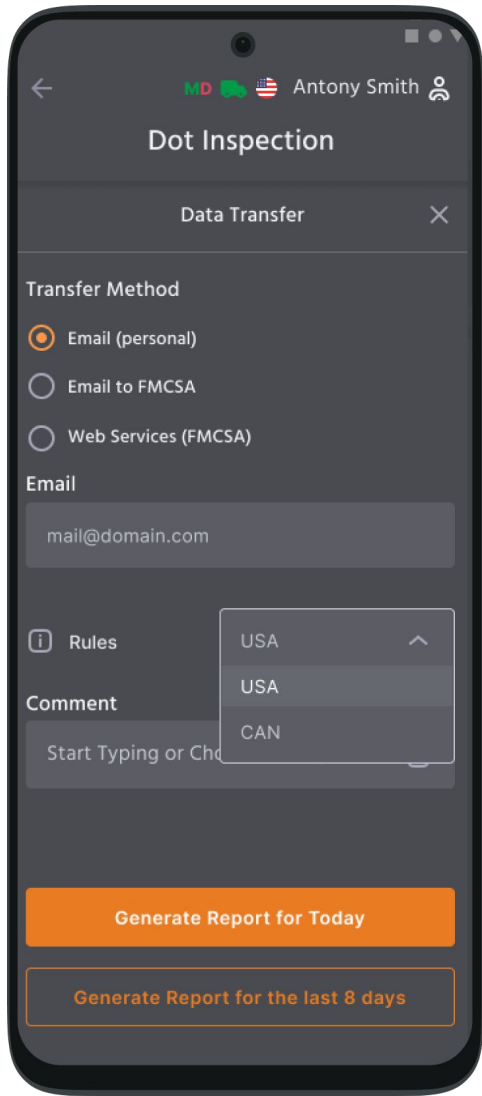 MD Antony Smith
Dot Inspection
Data Transfer
Transfer Method
Email (personal)
Email to FMCSA
Web Services (FMCSA)
Email
mail@domain.com
Rules
USA
USA
CAN
Comment
Start Typing or
Generate Report for Today
Generate Report for the last 8 days